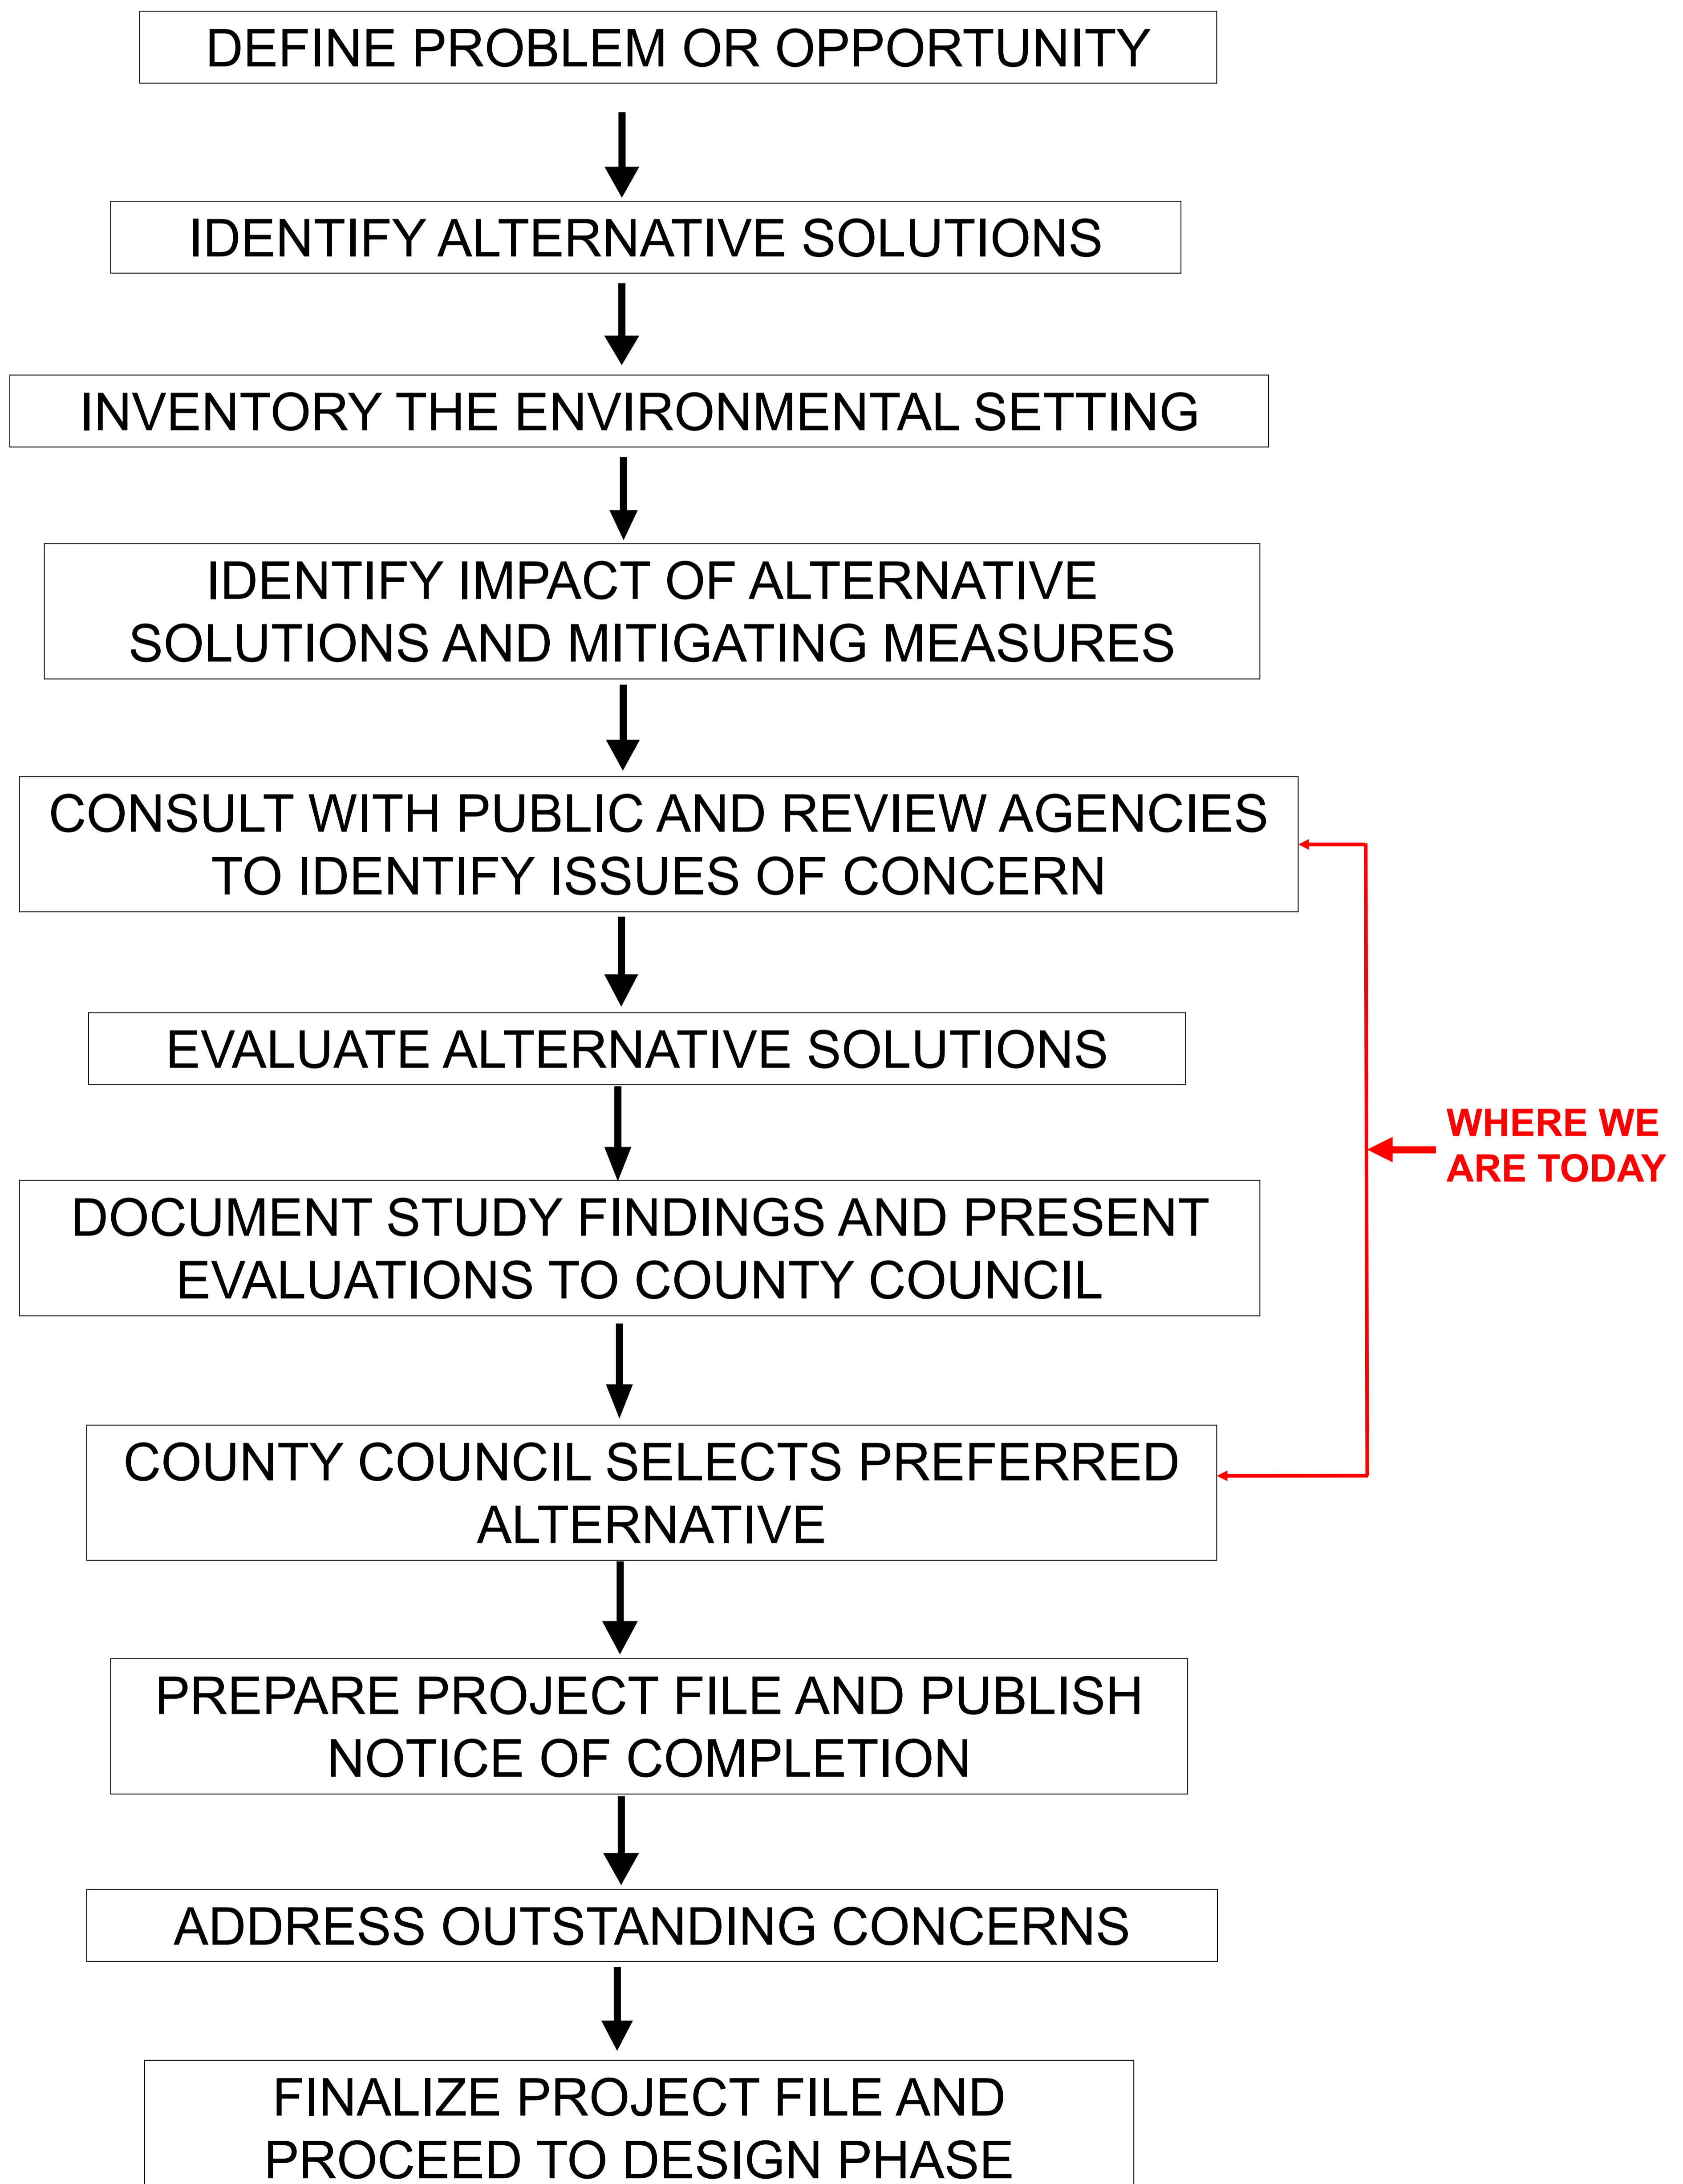 DEFINE PROBLEM OR OPPORTUNITY
IDENTIFY ALTERNATIVE SOLUTIONS
INVENTORY THE ENVIRONMENTAL SETTING
IDENTIFY IMPACT OF ALTERNATIVE
SOLUTIONS AND MITIGATING MEASURES
CONSULT WITH PUBLIC AND REVIEW AGENCIES
TO IDENTIFY ISSUES OF CONCERN
EVALUATE ALTERNATIVE SOLUTIONS
WHERE WE
ARE TODAY
DOCUMENT STUDY FINDINGS AND PRESENT
EVALUATIONS TO COUNTY COUNCIL
COUNTY COUNCIL SELECTS PREFERRED
ALTERNATIVE
PREPARE PROJECT FILE AND PUBLISH
NOTICE OF COMPLETION
ADDRESS OUTSTANDING CONCERNS
FINALIZE PROJECT FILE AND
PROCEED TO DESIGN PHASE